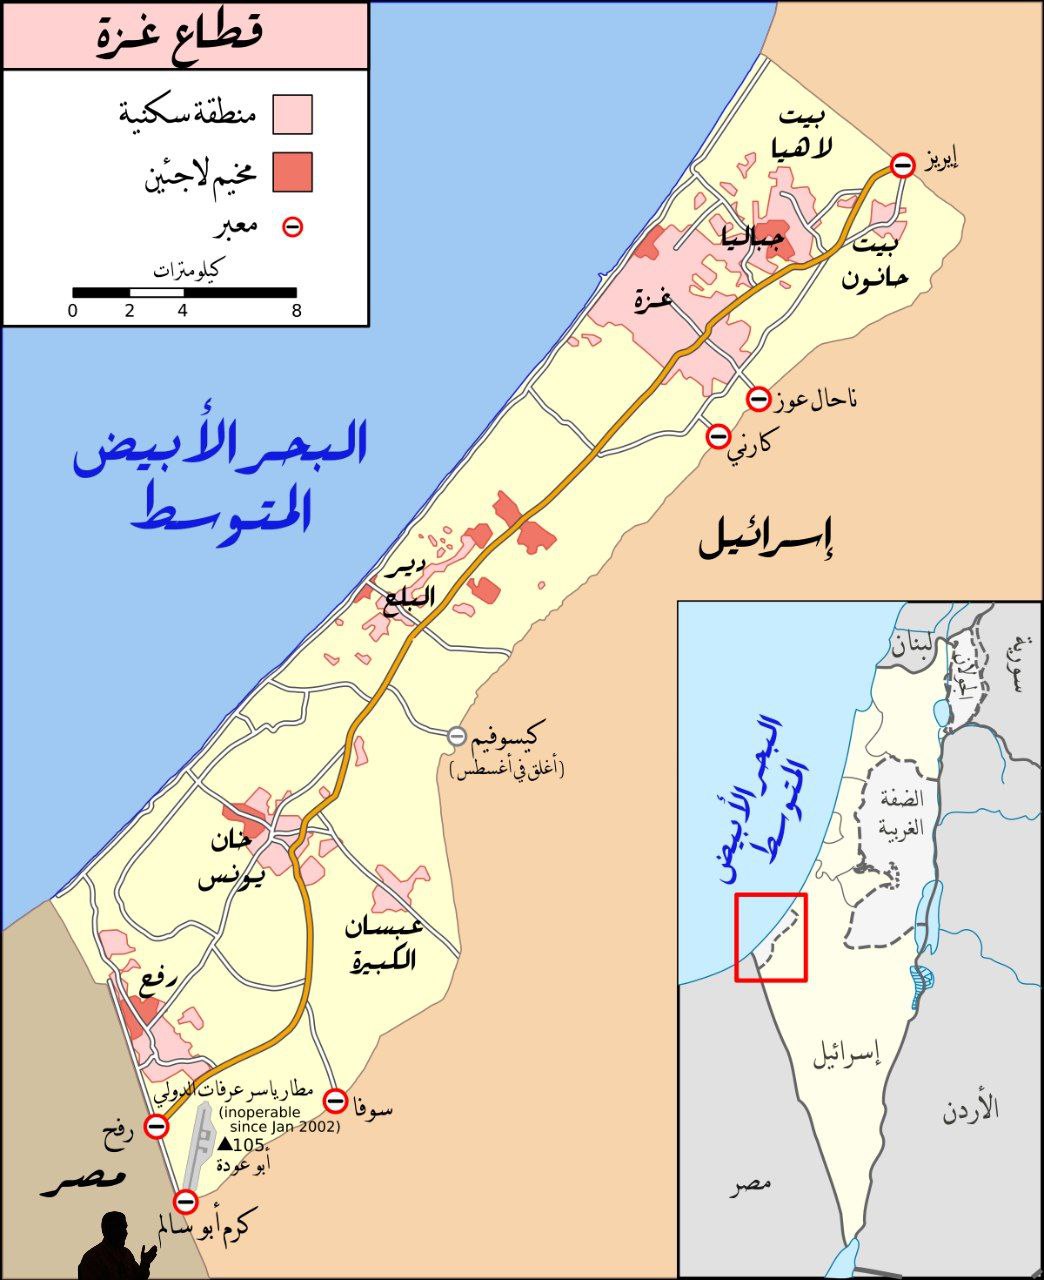 قطاع غزة
منطقة سكنية
مخيم لاجئين
معبر
كيلومترات
0 2 4 8
بيت
لاهيا
إيريز
جباليا
بيت
حانون
غزة
ناحال عوز
كارني
البحر الأبيض
المتوسط
إسرائيل
دير
البلح
كيسوفيم
(أغلق في أغسطس)
خان
يونس
عبسان
الكبيرة
رفح
مطار ياسر عرفات الدولي
(inoperable
since Jan 2002)
105
أبو عودة
سوفا
رفح
مصر
كرم أبو سالم
لبنان
الجولان
سورية
البحر الأبيض
المتوسط
الضفة
الغربية
إسرائيل
الأردن
مصر